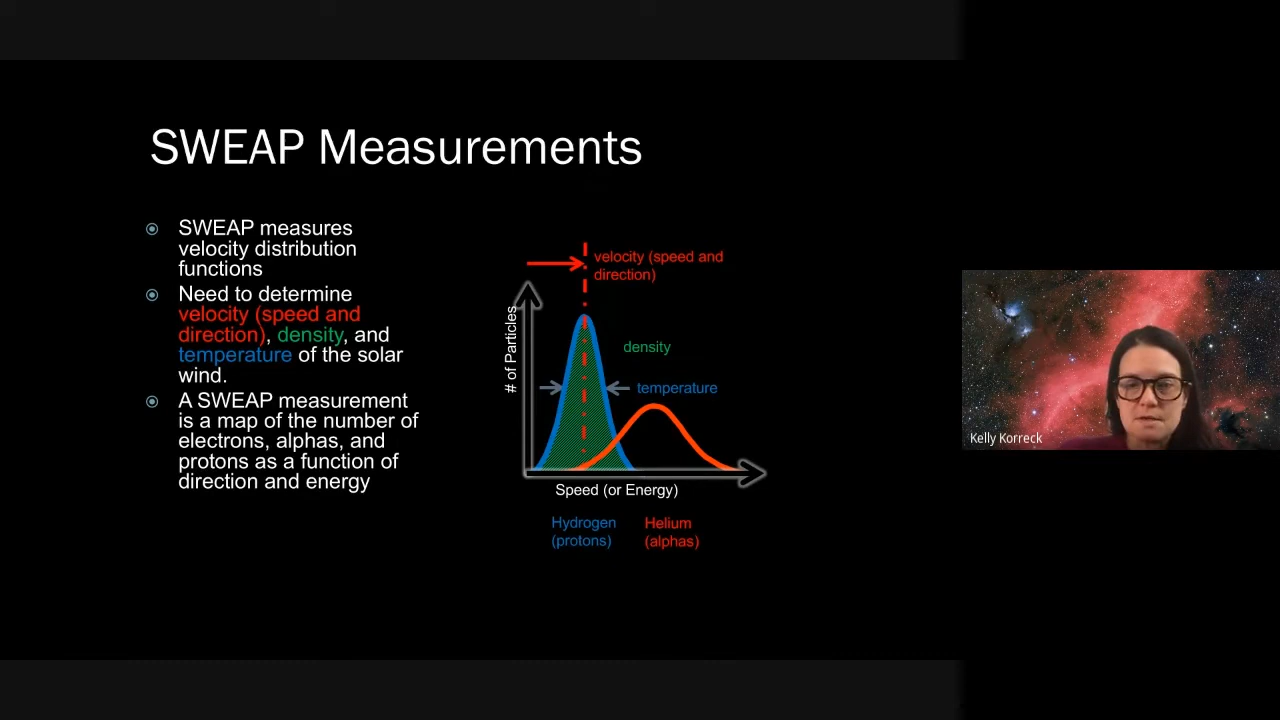 SWEAP Measurements
SWEAP measures
velocity distribution
functions
Need to determine
velocity (speed and
direction), density, and
temperature of the solar
wind.
A SWEAP measurement
is a map of the number of
electrons, alphas, and
protons as a function of
direction and energy
velocity (speed and
direction)
# of Particles
density
temperature
Speed (or Energy)
Hydrogen
(protons)
Helium
(alphas)
Kelly Korreck